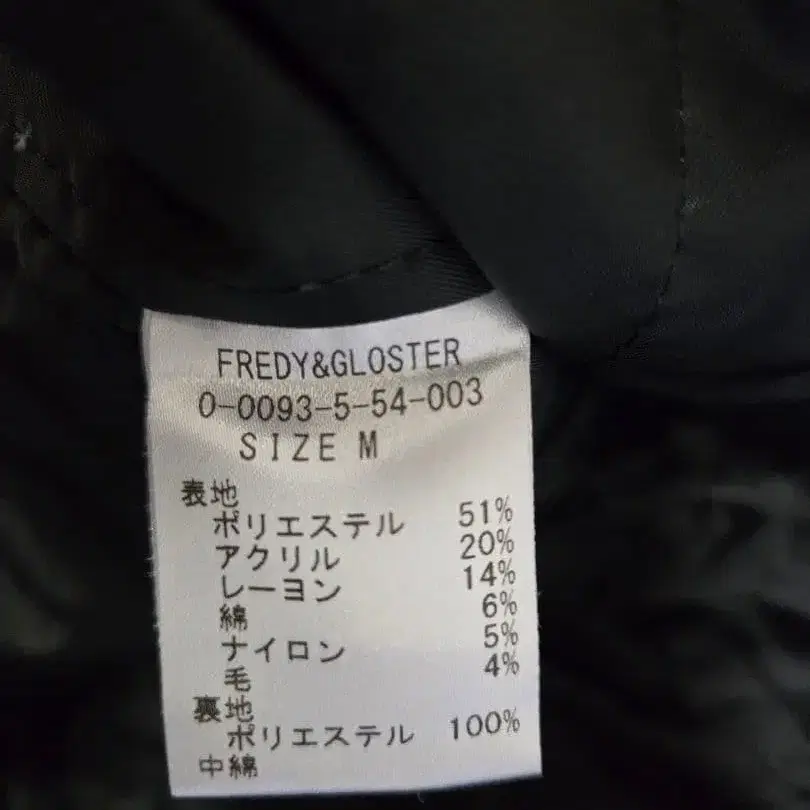 FREDY&GLOSTER
0-0093-5-54-003
SIZE M
表地
ポリエステル 51%
アクリル 20%
レーヨン 14%
綿 6%
ナイロン 5%
毛 4%
裏地
ポリエステル 100%
中綿